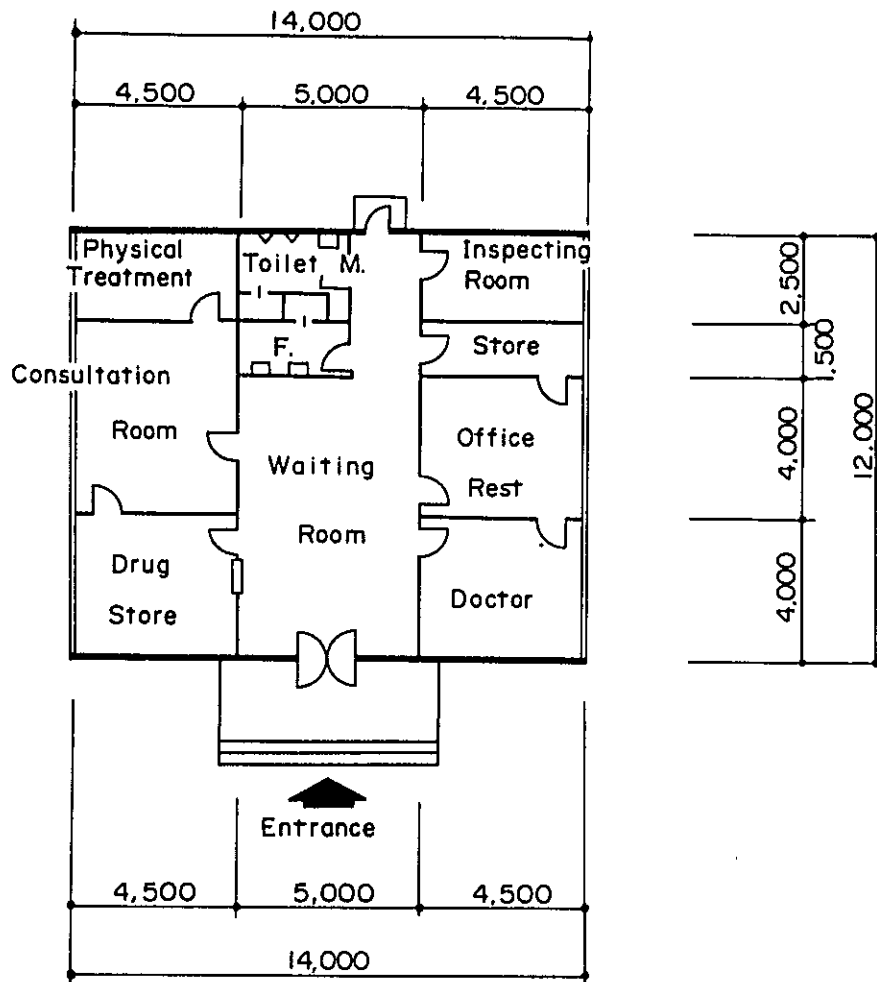 14,000
4,500 5,000 4,500
Physical
Treatment
Toilet M.
Inspecting
Room
2,500
F.
Store
,500
Consultation
Room
Office
Rest
Waiting
Room
4,000
12,000
Drug
Store
Doctor
4,000
Entrance
4,500 5,000 4,500
14,000